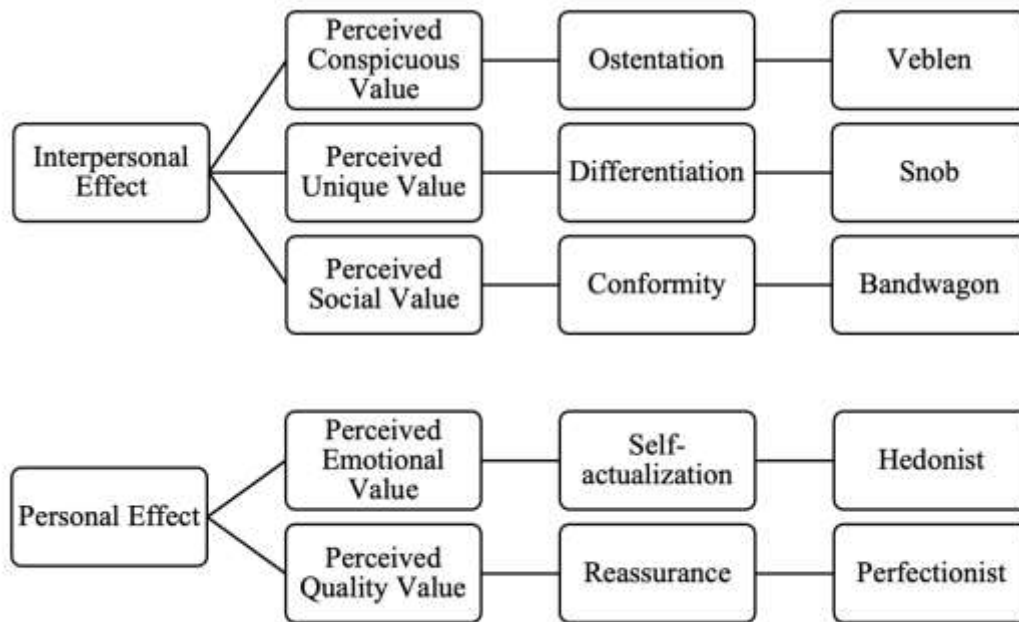 Perceived
Conspicuous
Value
Ostentation
Veblen
Interpersonal
Effect
Perceived
Unique Value
Differentiation
Snob
Perceived
Social Value
Conformity
Bandwagon
Perceived
Emotional
Value
Self-
actualization
Hedonist
Personal Effect
Perceived
Quality Value
Reassurance
Perfectionist